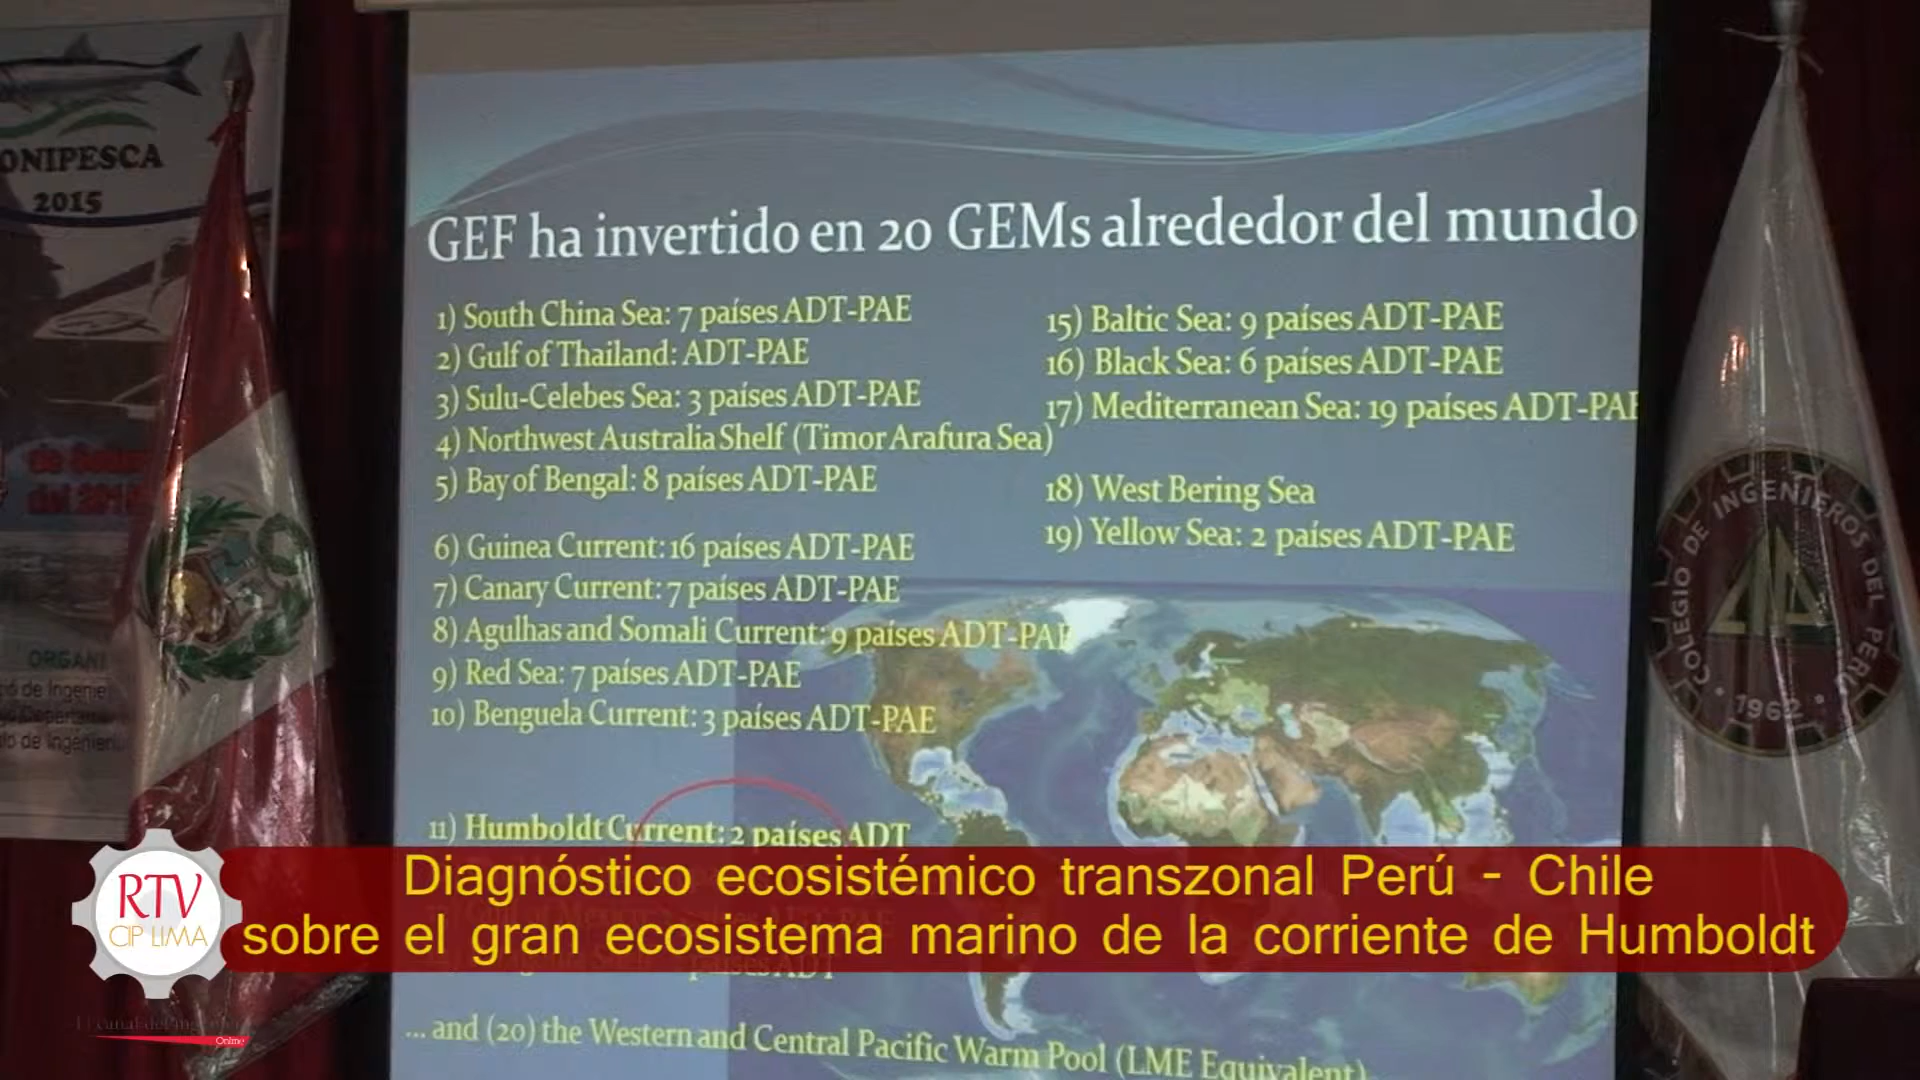 ONIPESCA
2015
GEF ha invertido en 20 GEMs alrededor del mundo
1) South China Sea: 7 países ADT-PAE
2) Gulf of Thailand: ADT-PAE
3) Sulu-Celebes Sea: 3 países ADT-PAE
4) Northwest Australia Shelf (Timor Arafura Sea)
5) Bay of Bengal: 8 países ADT-PAE
6) Guinea Current: 16 países ADT-PAE
7) Canary Current: 7 países ADT-PAE
8) Agulhas and Somali Current: 9 países ADT-PAE
9) Red Sea: 7 países ADT-PAE
10) Benguela Current: 3 países ADT-PAE
11) Humboldt Current: 2 países ADT
15) Baltic Sea: 9 países ADT-PAE
16) Black Sea: 6 países ADT-PAE
17) Mediterranean Sea: 19 países ADT-PAE
18) West Bering Sea
19) Yellow Sea: 2 países ADT-PAE
... and (20) the Western and Central Pacific Warm Pool (LME Equivalent)
COLEGIO DE INGENIEROS DEL PERU
• 1962 •
ORGANI
de Ingenie
de Ingenieri
Diagnóstico ecosistémico transzonal Perú - Chile
sobre el gran ecosistema marino de la corriente de Humboldt
RTV
CIP LIMA
Online